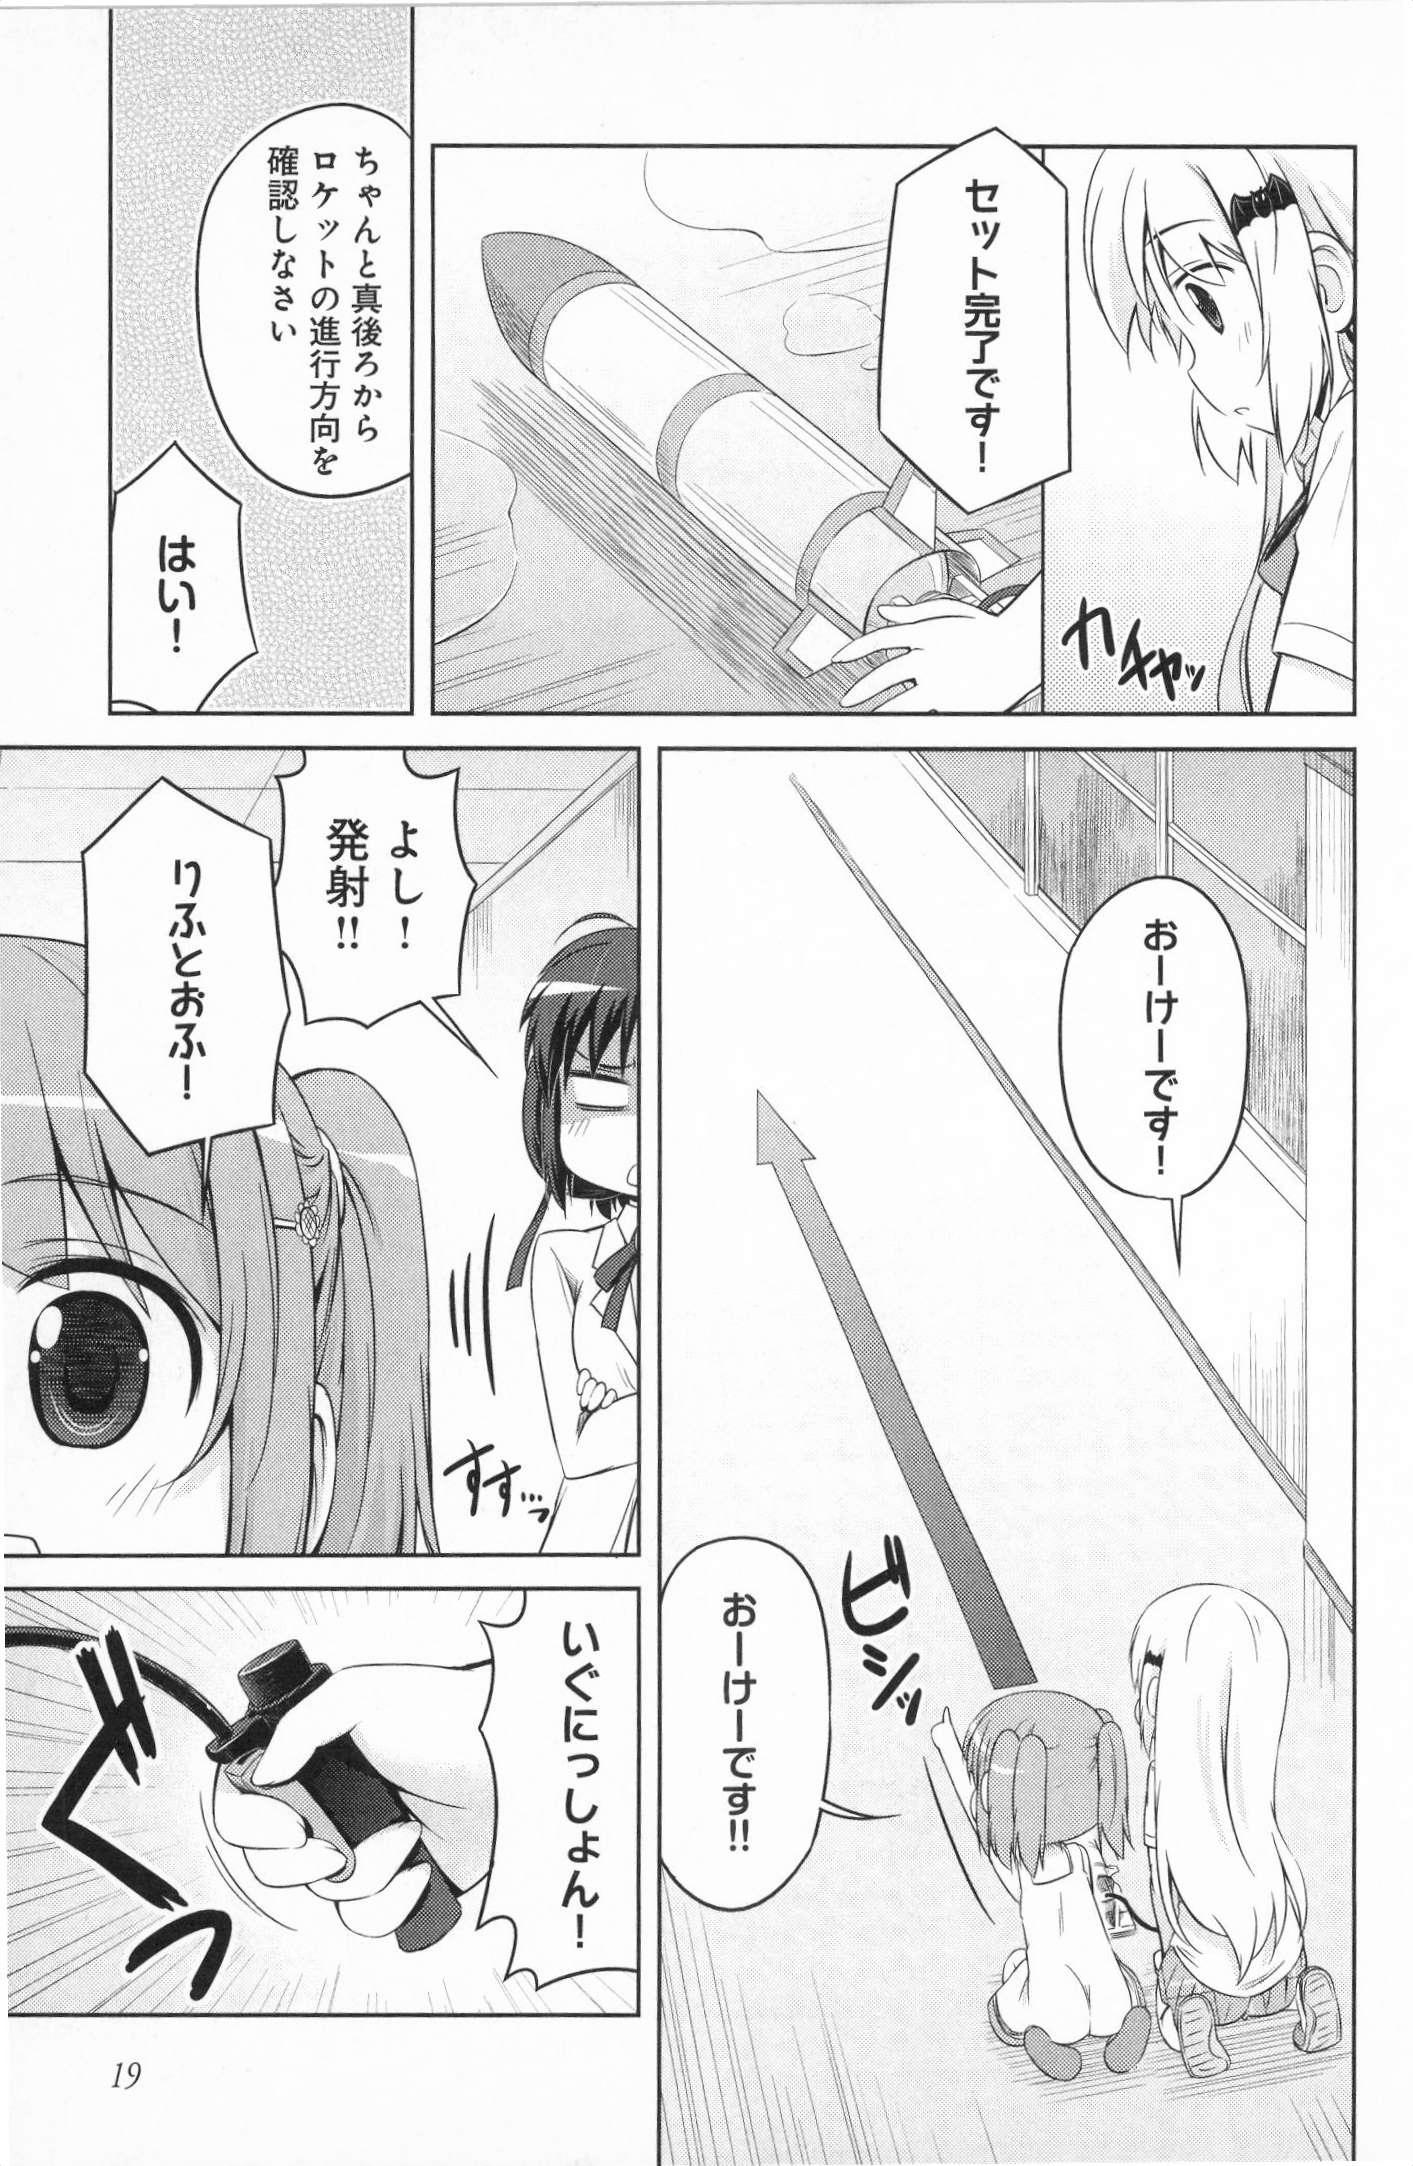 セット完了です！
カチャッ
ちゃんと真後ろから
ロケットの進行方向を
確認しなさい
はい！
おーけーです！
ビシッ
おーけーです!!
よし！
発射!!
りふとおふ！
すすす…っ
いぐにっしょん！
ぐっ
19